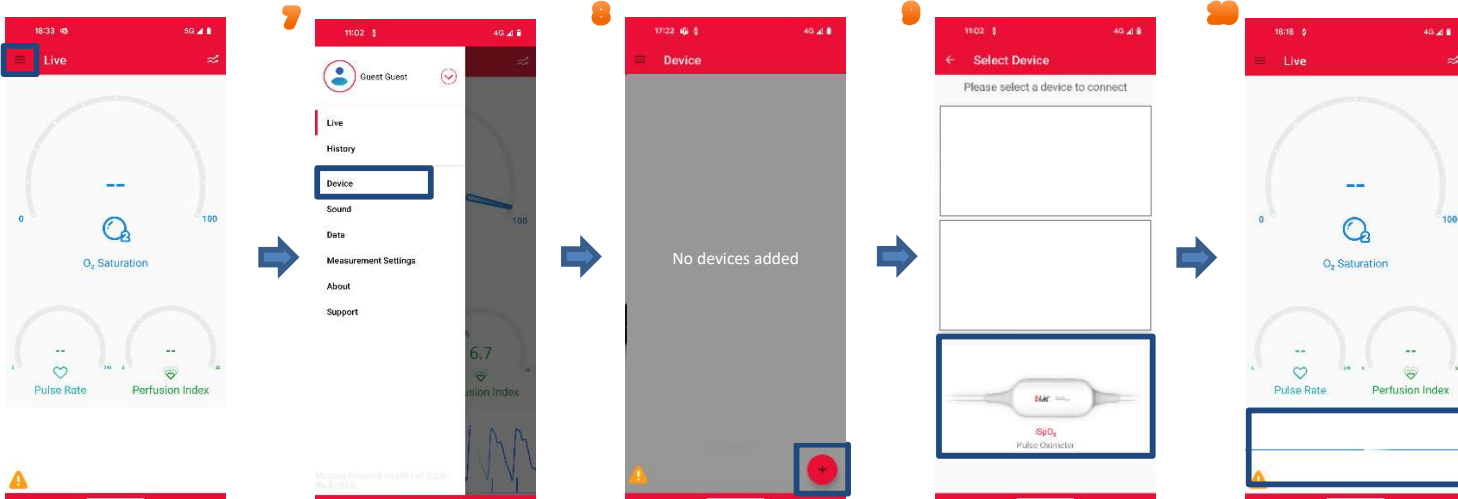 18:33 5G
Live
--
0 100
O₂ Saturation
-- --
Pulse Rate Perfusion Index
7
11:02 4G
Guest Guest
Live
History
Device
Sound
Data
Measurement Settings
About
Support
100
6.7
sion Index
8
17:22 4G
Device
No devices added
+
9
11:02 4G
Select Device
Please select a device to connect
iSpO₂
Pulse Oximeter
10
18:18 4G
Live
--
0 100
O₂ Saturation
-- --
Pulse Rate Perfusion Index